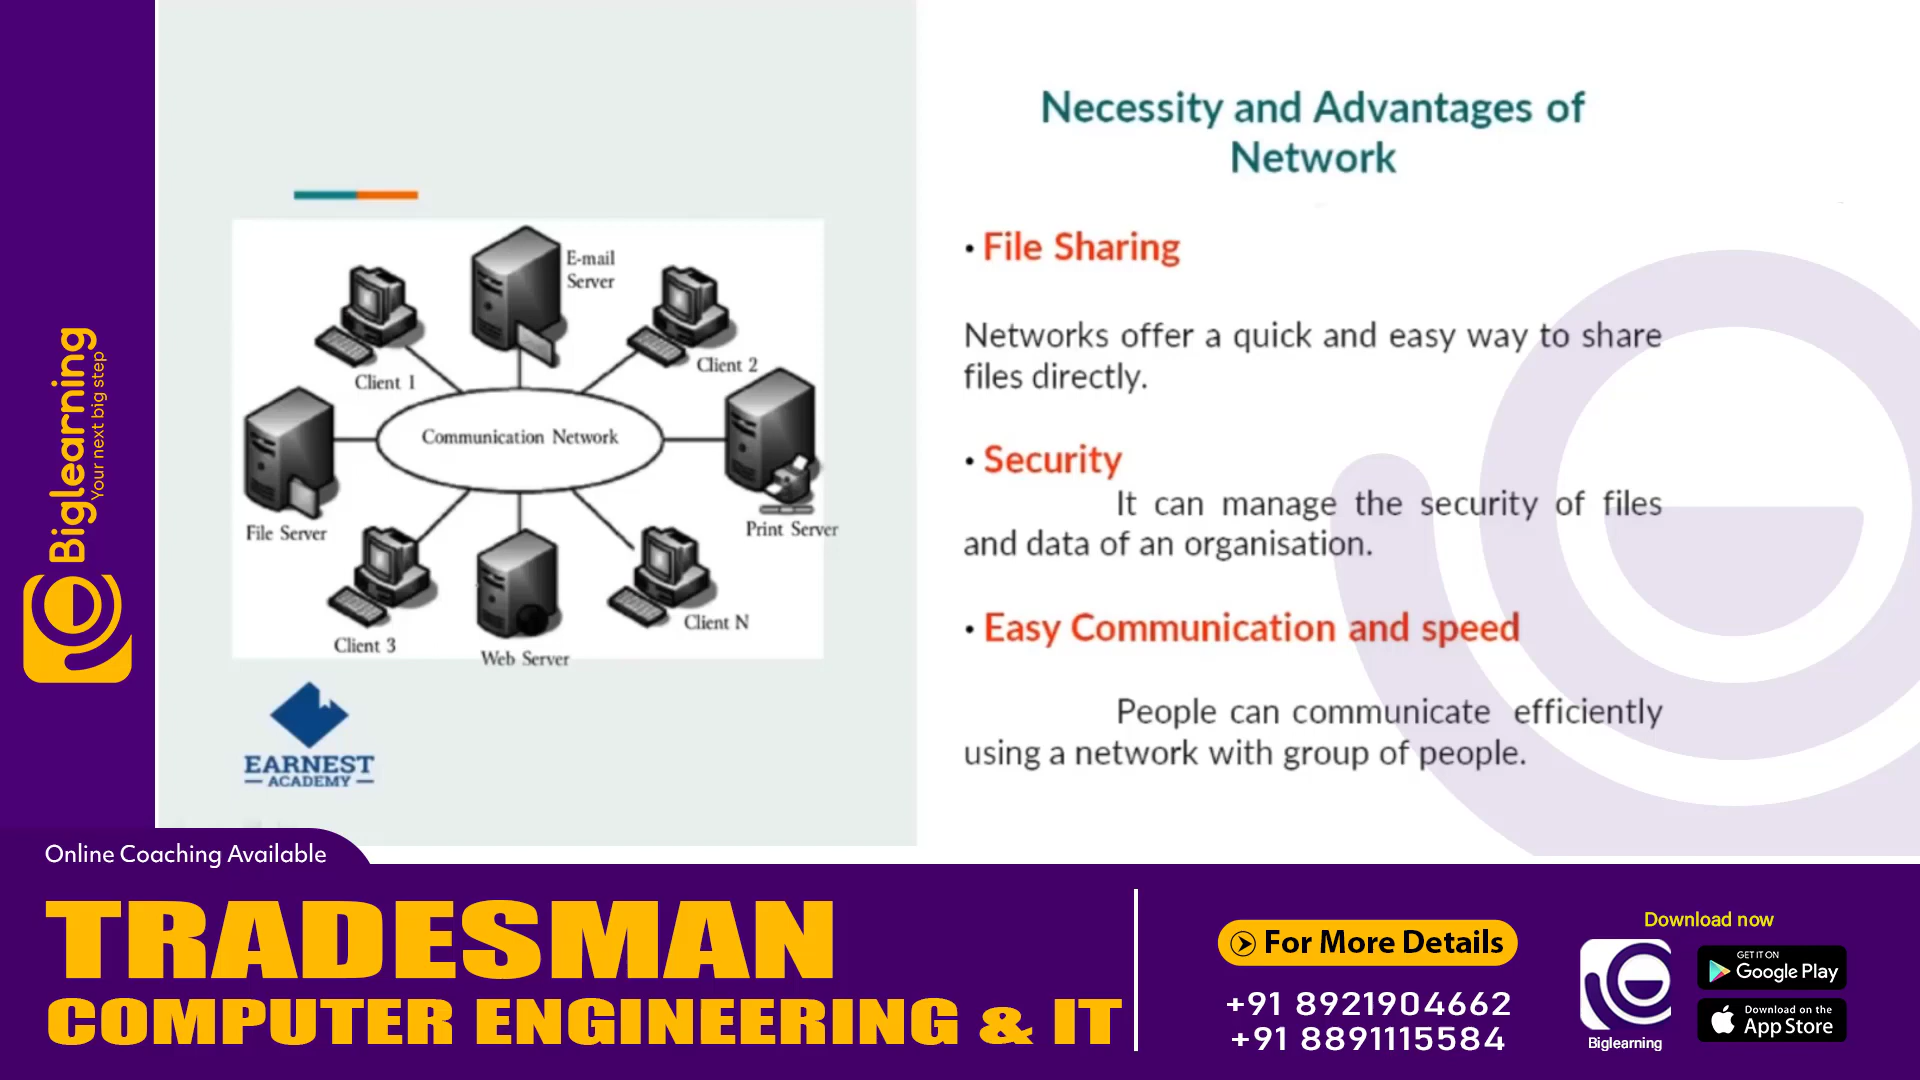 Biglearning
Your next big step
E-mail
Server
Client 1
Client 2
Communication Network
File Server
Print Server
Client 3
Web Server
Client N
EARNEST
ACADEMY
Necessity and Advantages of
Network
• File Sharing
Networks offer a quick and easy way to share
files directly.
• Security
It can manage the security of files
and data of an organisation.
• Easy Communication and speed
People can communicate efficiently
using a network with group of people.
Online Coaching Available
TRADESMAN
COMPUTER ENGINEERING & IT
For More Details
+91 8921904662
+91 8891115584
Download now
Biglearning
GET IT ON
Google Play
Download on the
App Store